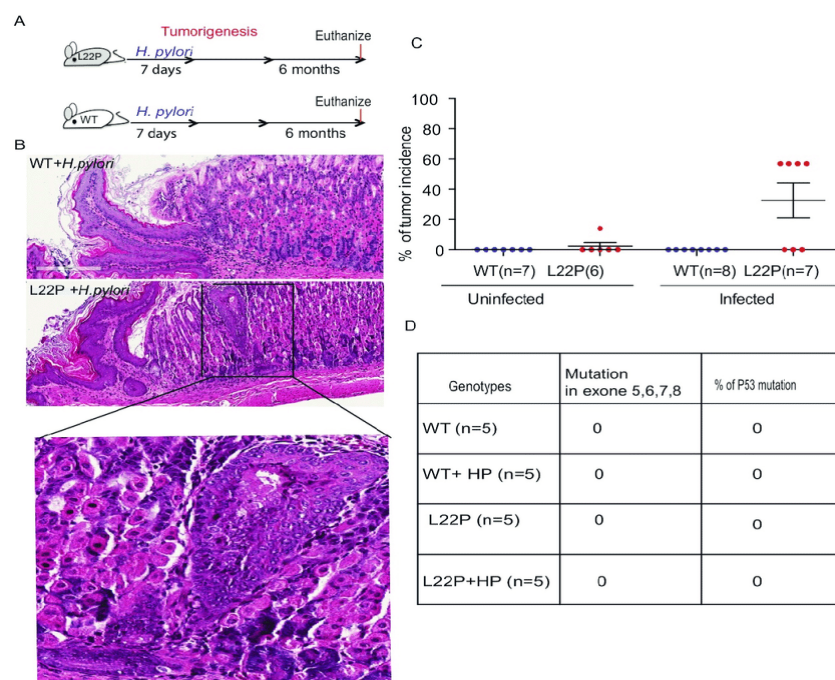 A
Tumorigenesis
Euthanize
L22P
H. pylori
7 days
6 months
Euthanize
WT
H. pylori
7 days
6 months
B
WT+H.pylori
L22P +H.pylori
C
% of tumor incidence
100
80
60
40
20
0
WT(n=7) L22P(6) WT(n=8) L22P(n=7)
Uninfected Infected
D
Genotypes
Mutation
in exone 5,6,7,8
% of P53 mutation
WT (n=5) 0 0
WT+ HP (n=5) 0 0
L22P (n=5) 0 0
L22P+HP (n=5) 0 0